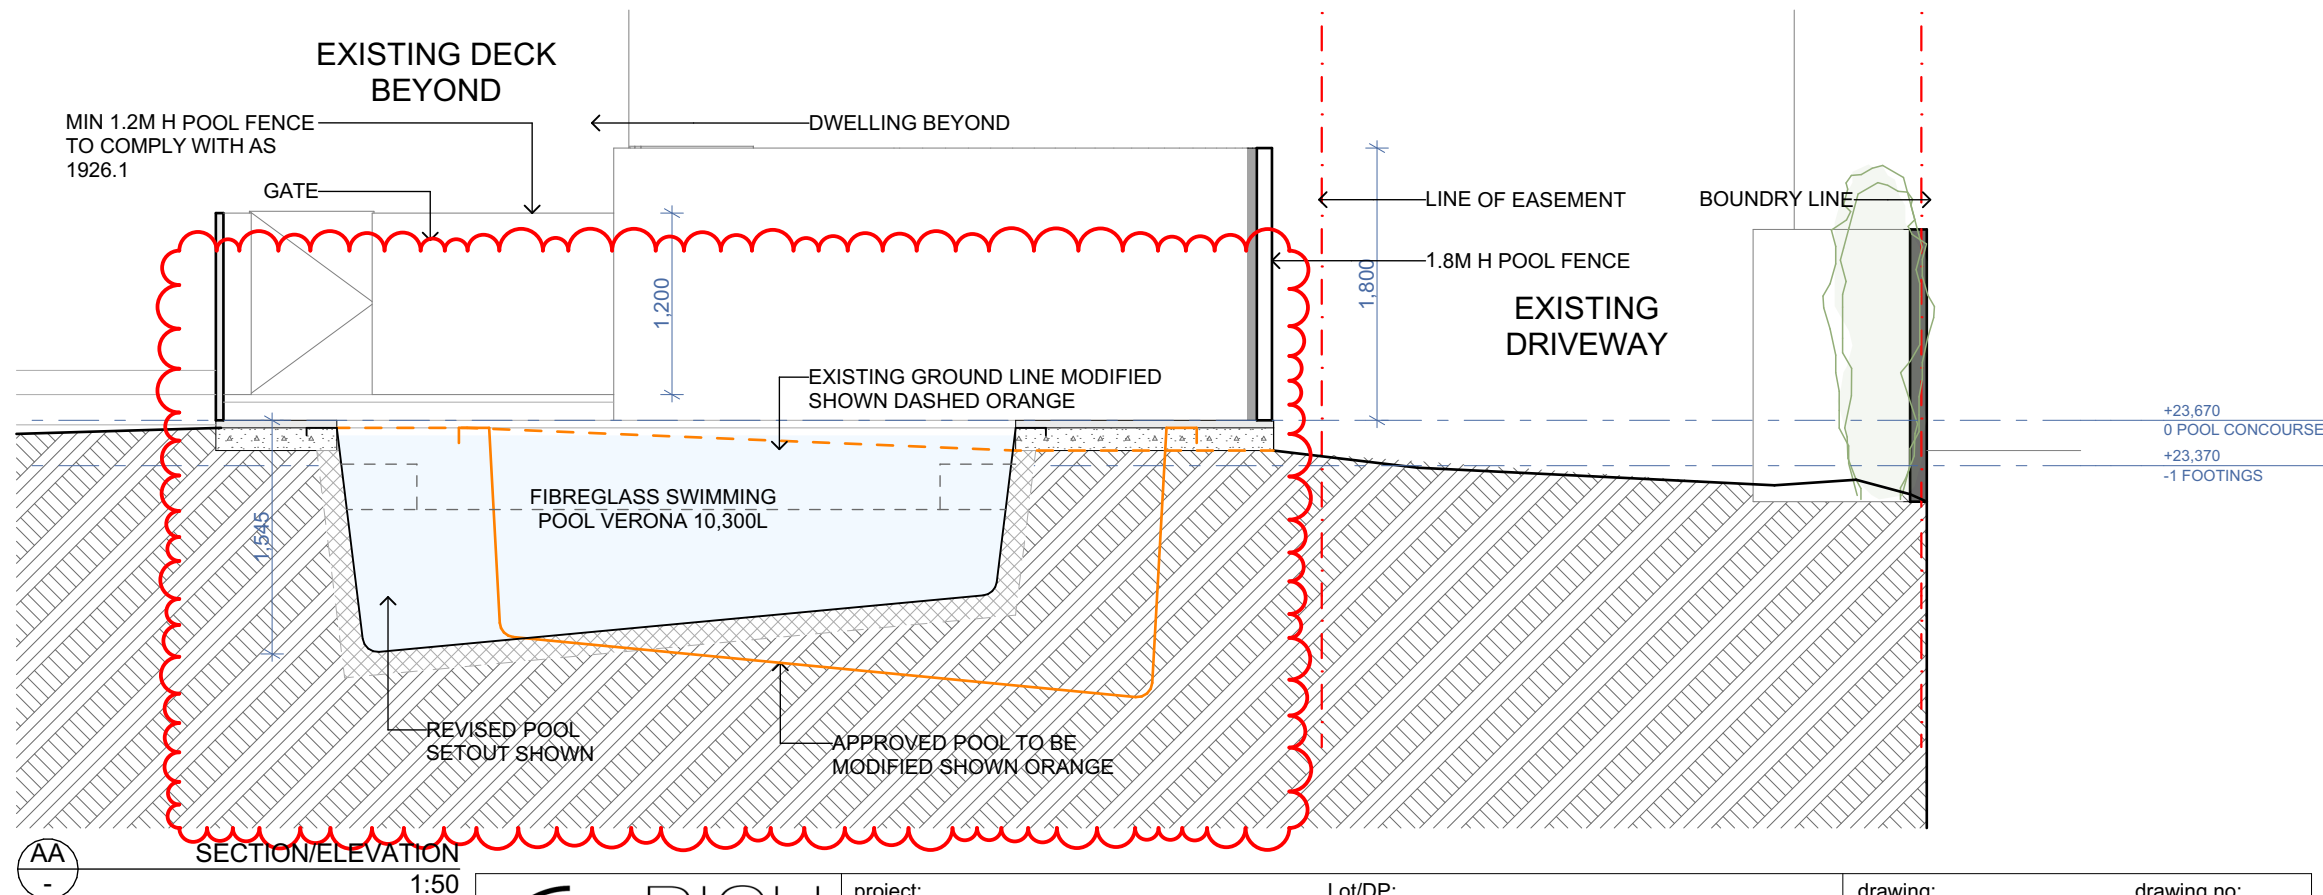 EXISTING DECK
BEYOND
MIN 1.2M H POOL FENCE
TO COMPLY WITH AS
1926.1
DWELLING BEYOND
GATE
LINE OF EASEMENT
BOUNDRY LINE
1.8M H POOL FENCE
1,200
1,800
EXISTING
DRIVEWAY
EXISTING GROUND LINE MODIFIED
SHOWN DASHED ORANGE
+23,670
0 POOL CONCOURSE
+23,370
-1 FOOTINGS
FIBREGLASS SWIMMING
POOL VERONA 10,300L
1,545
REVISED POOL
SETOUT SHOWN
APPROVED POOL TO BE
MODIFIED SHOWN ORANGE
AA
-
SECTION/ELEVATION
1:50
project:
Lot/DP:
drawing:
drawing no: